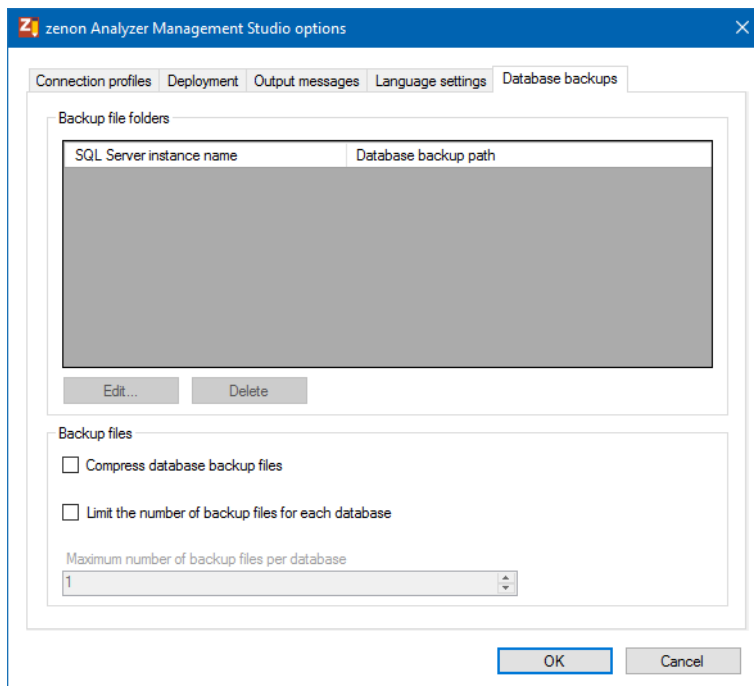 zenon Analyzer Management Studio options
Connection profiles Deployment Output messages Language settings Database backups
Backup file folders
SQL Server instance name Database backup path
Edit... Delete
Backup files
Compress database backup files
Limit the number of backup files for each database
Maximum number of backup files per database
1
OK Cancel